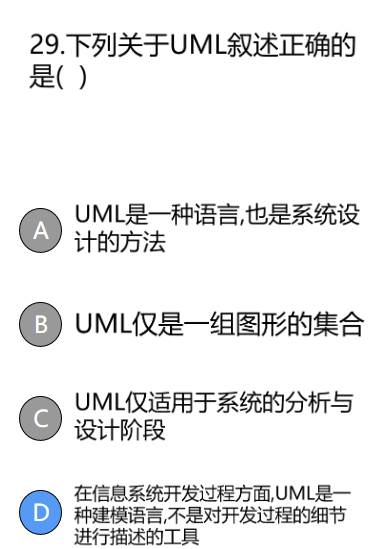 29.下列关于UML叙述正确的
是( )
A
UML是一种语言,也是系统设
计的方法
B
UML仅是一组图形的集合
C
UML仅适用于系统的分析与
设计阶段
D
在信息系统开发过程方面,UML是一
种建模语言,不是对开发过程的细节
进行描述的工具